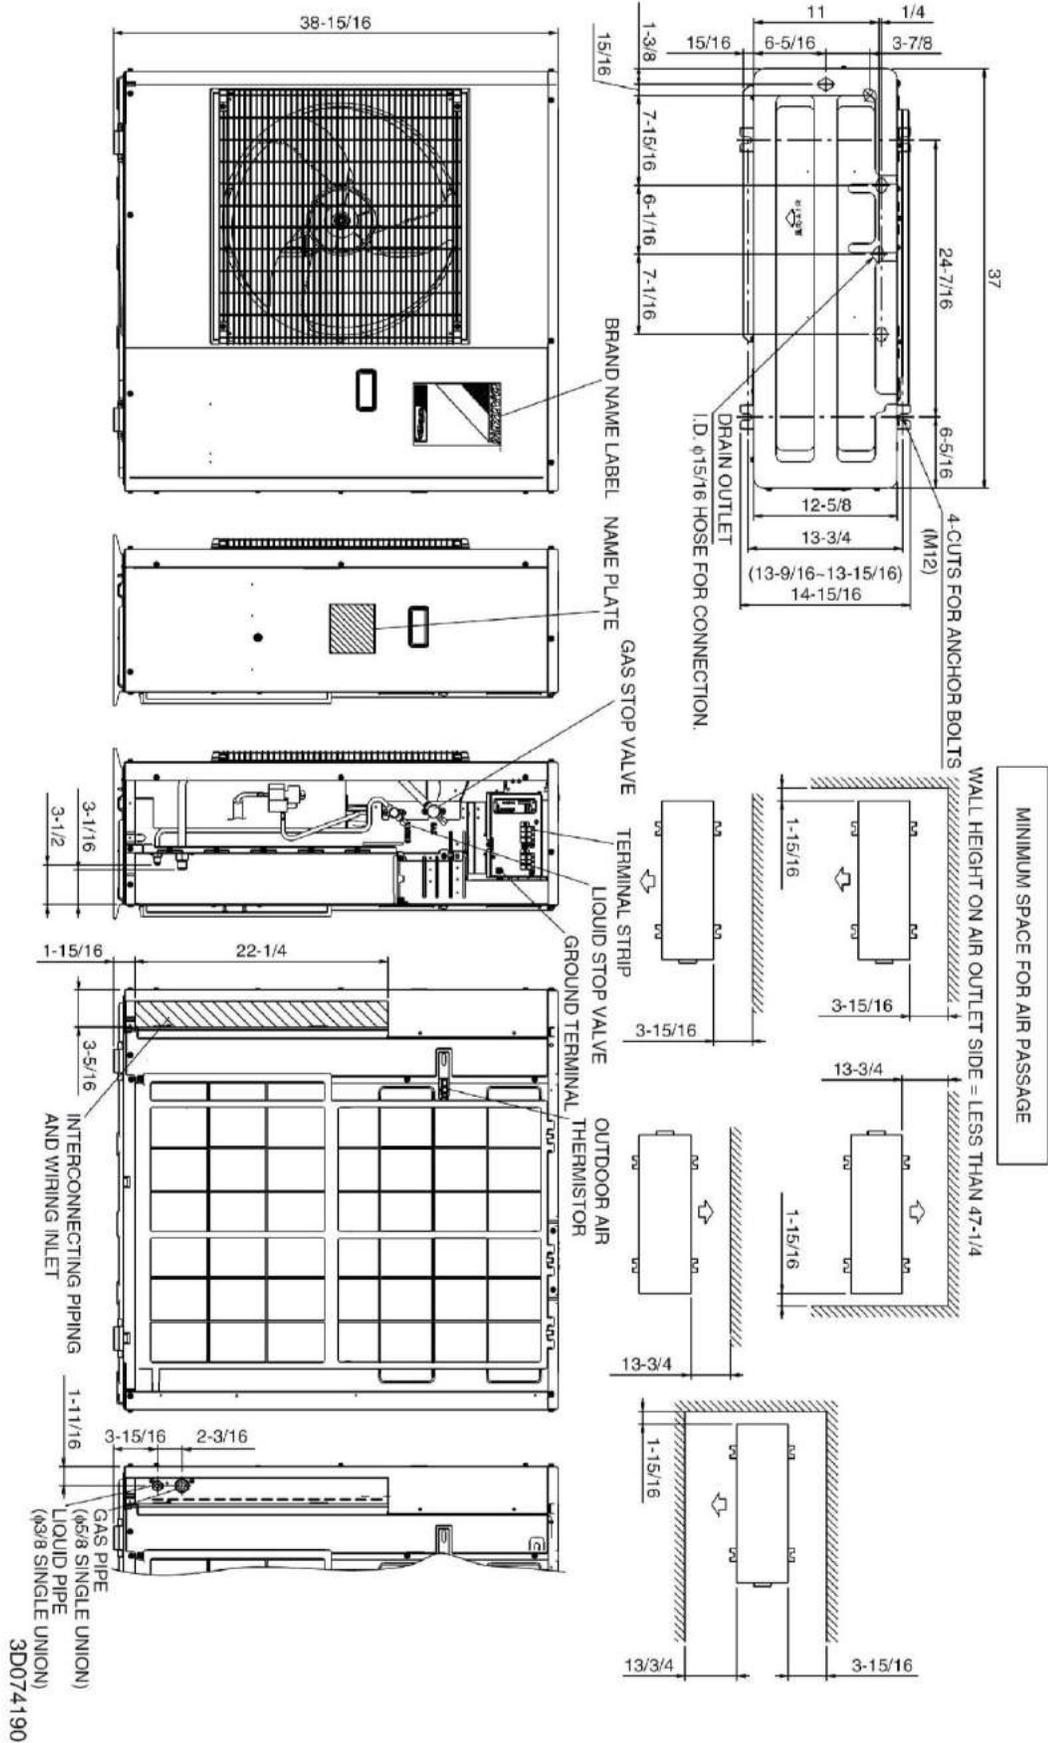 MINIMUM SPACE FOR AIR PASSAGE
WALL HEIGHT ON AIR OUTLET SIDE = LESS THAN 47-1/4
37
24-7/16
6-5/16
1/4
11
3-7/8
6-5/16
15/16
1-3/8
15/16
7-15/16
6-1/16
7-1/16
12-5/8
13-3/4
(13-9/16~13-15/16)
14-15/16
4-CUTS FOR ANCHOR BOLTS
(M12)
DRAIN OUTLET
I.D. φ15/16 HOSE FOR CONNECTION.
1-15/16
3-15/16
3-15/16
13-3/4
1-15/16
13-3/4
1-15/16
13/3/4
3-15/16
38-15/16
BRAND NAME LABEL
NAME PLATE
GAS STOP VALVE
TERMINAL STRIP
LIQUID STOP VALVE
GROUND TERMINAL
OUTDOOR AIR
THERMISTOR
3-1/16
3-1/2
1-15/16
22-1/4
3-5/16
INTERCONNECTING PIPING
AND WIRING INLET
1-11/16
3-15/16
2-3/16
GAS PIPE
(φ5/8 SINGLE UNION)
LIQUID PIPE
(φ3/8 SINGLE UNION)
3D074190